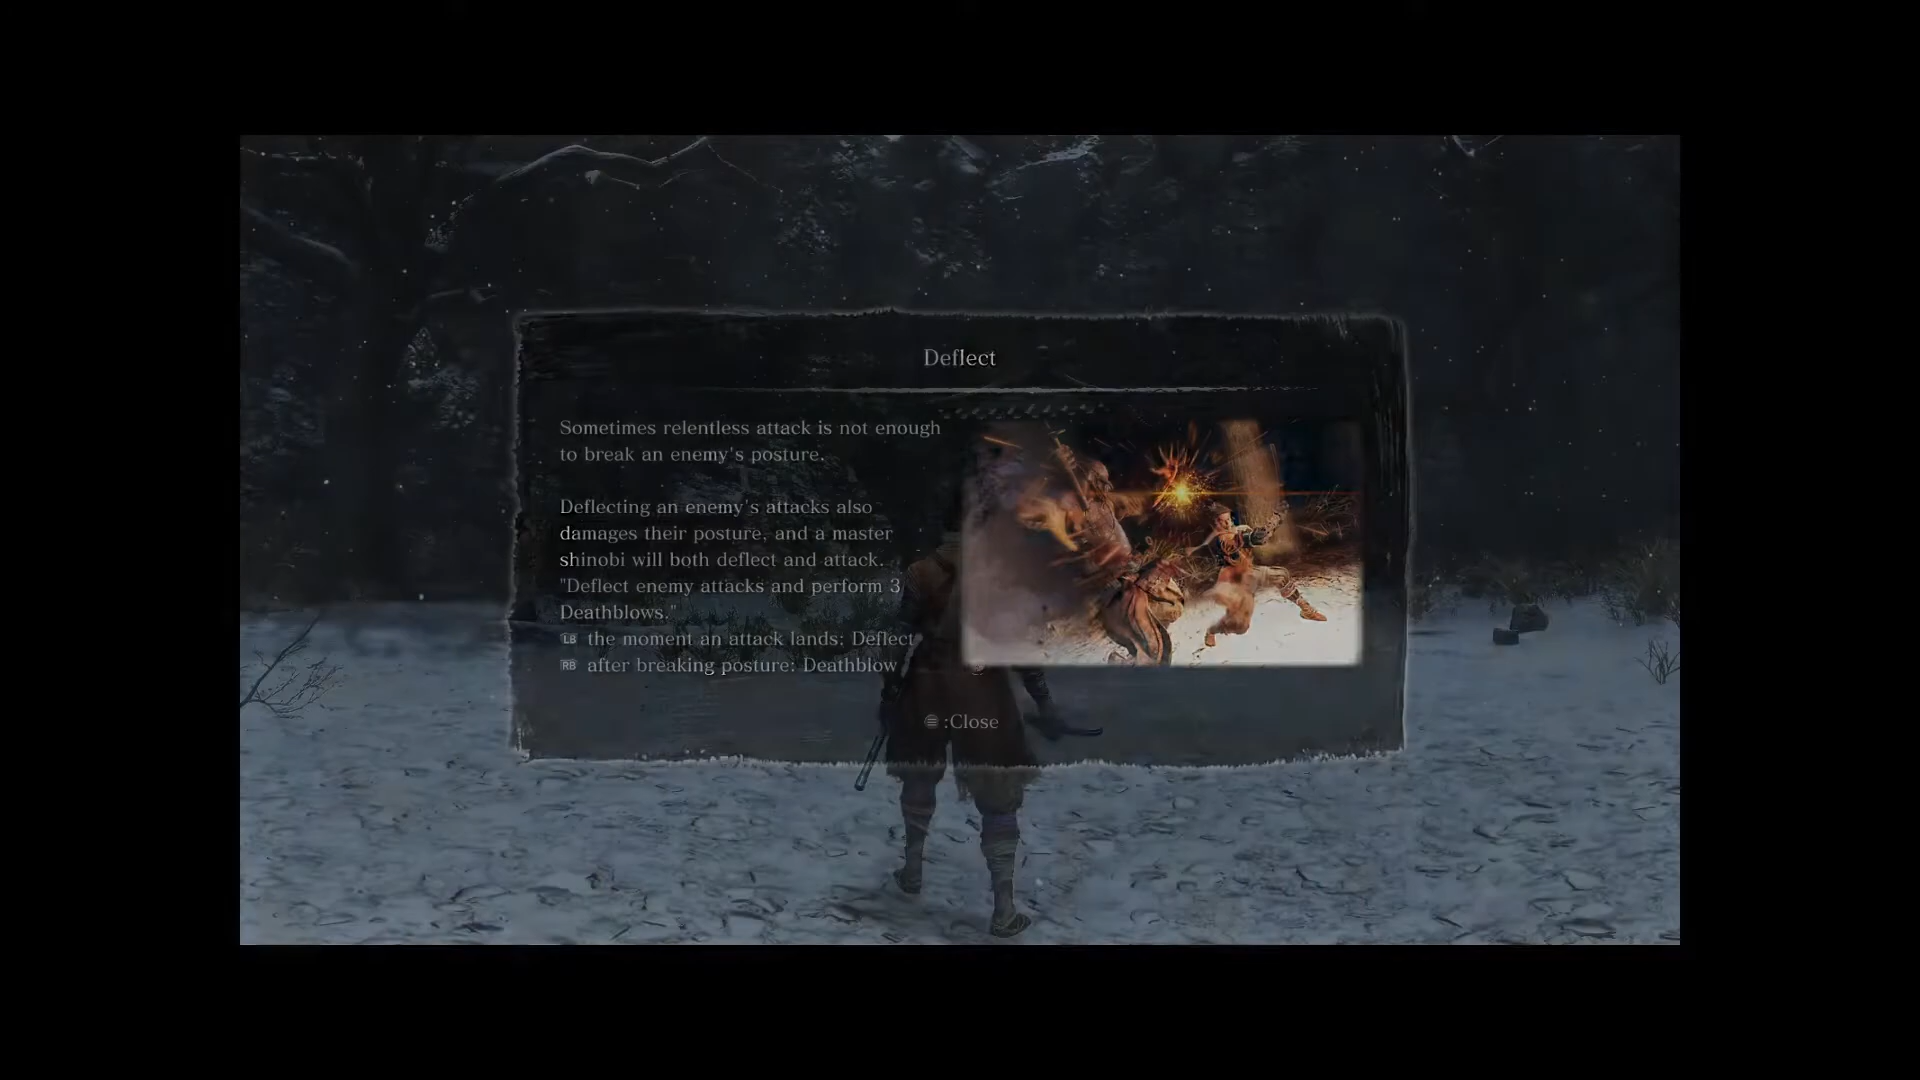 Deflect
Sometimes relentless attack is not enough
to break an enemy's posture.
Deflecting an enemy's attacks also
damages their posture, and a master
shinobi will both deflect and attack.
"Deflect enemy attacks and perform 3
Deathblows."
LB the moment an attack lands: Deflect
RB after breaking posture: Deathblow
:Close